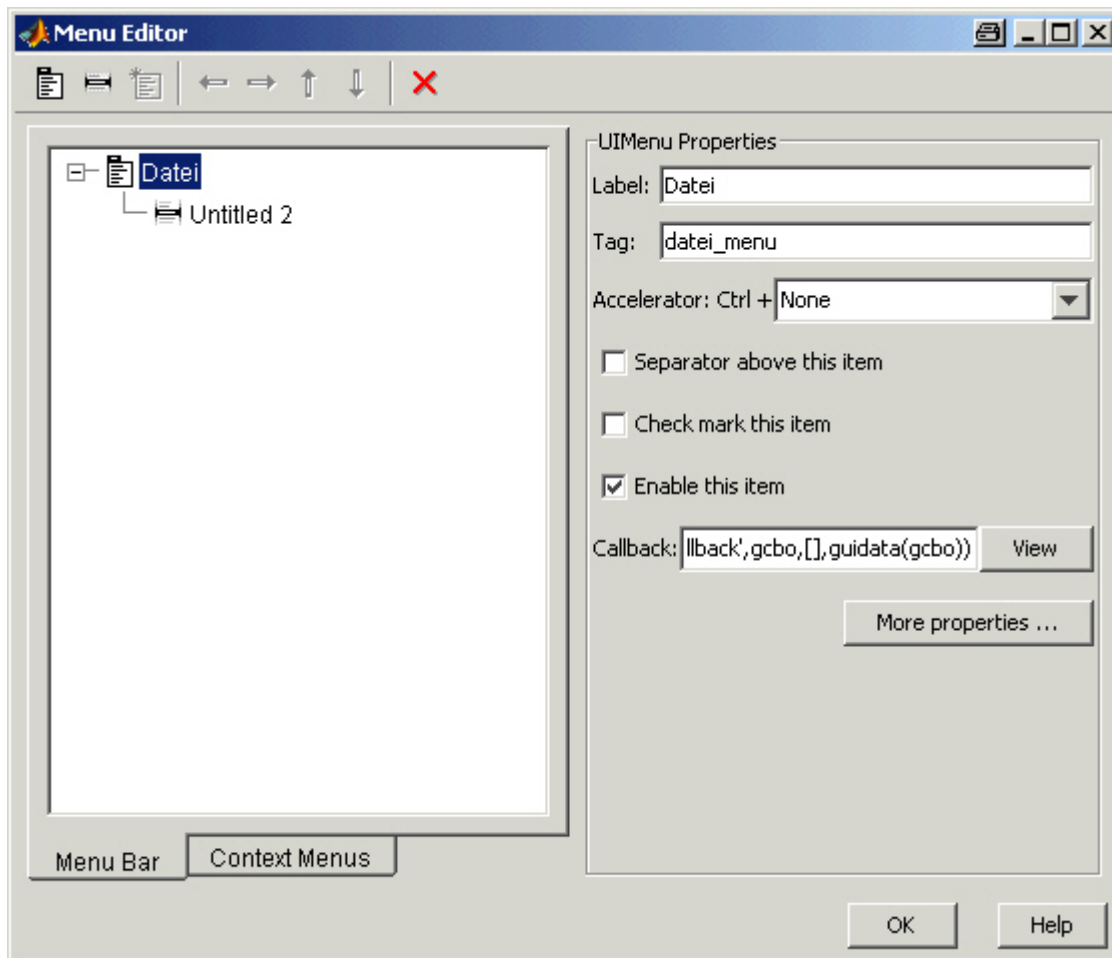 Menu Editor
Datei
Untitled 2
Menu Bar
Context Menus
UIMenu Properties
Label: Datei
Tag: datei_menu
Accelerator: Ctrl + None
Separator above this item
Check mark this item
Enable this item
Callback: llback',gcbo,[],guidata(gcbo)) View
More properties ...
OK Help